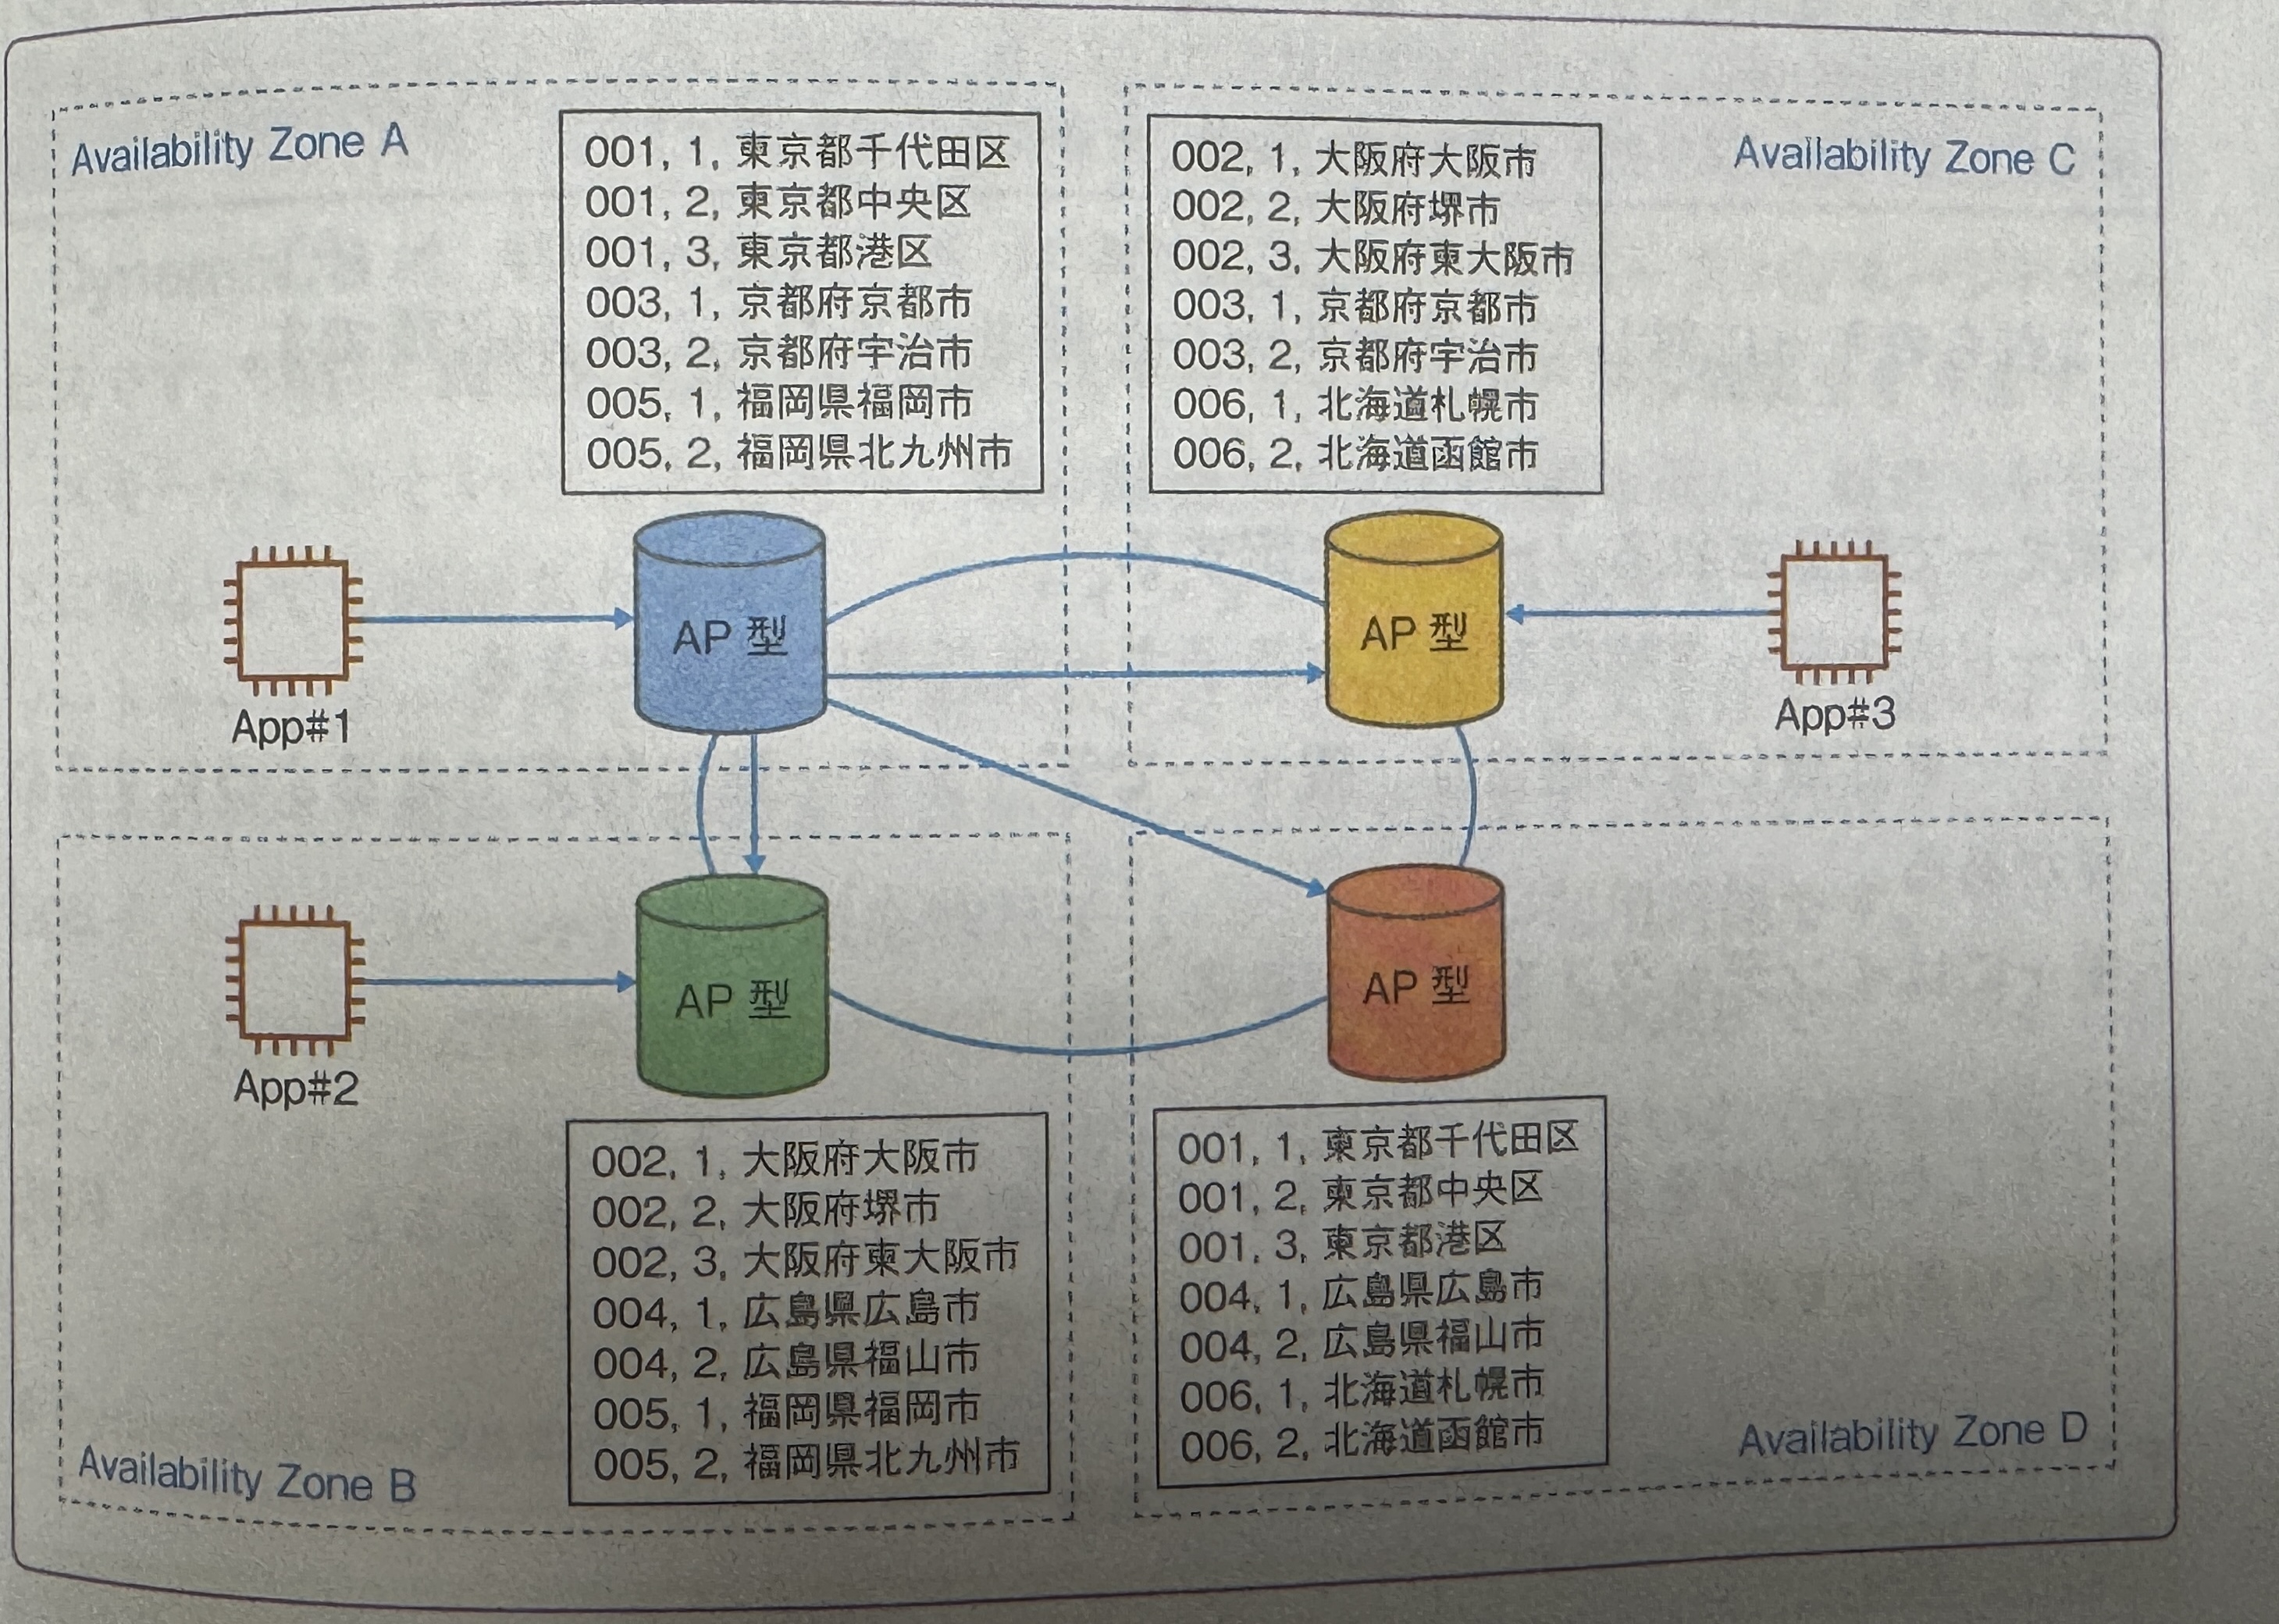 Availability Zone A
001, 1, 東京都千代田区
001, 2, 東京都中央区
001, 3, 東京都港区
003, 1, 京都府京都市
003, 2, 京都府宇治市
005, 1, 福岡県福岡市
005, 2, 福岡県北九州市
Availability Zone C
002, 1, 大阪府大阪市
002, 2, 大阪府堺市
002, 3, 大阪府東大阪市
003, 1, 京都府京都市
003, 2, 京都府宇治市
006, 1, 北海道札幌市
006, 2, 北海道函館市
App#1
AP 型
AP 型
App#3
App#2
AP 型
AP 型
002, 1, 大阪府大阪市
002, 2, 大阪府堺市
002, 3, 大阪府東大阪市
004, 1, 広島県広島市
004, 2, 広島県福山市
005, 1, 福岡県福岡市
005, 2, 福岡県北九州市
Availability Zone B
001, 1, 東京都千代田区
001, 2, 東京都中央区
001, 3, 東京都港区
004, 1, 広島県広島市
004, 2, 広島県福山市
006, 1, 北海道札幌市
006, 2, 北海道函館市
Availability Zone D